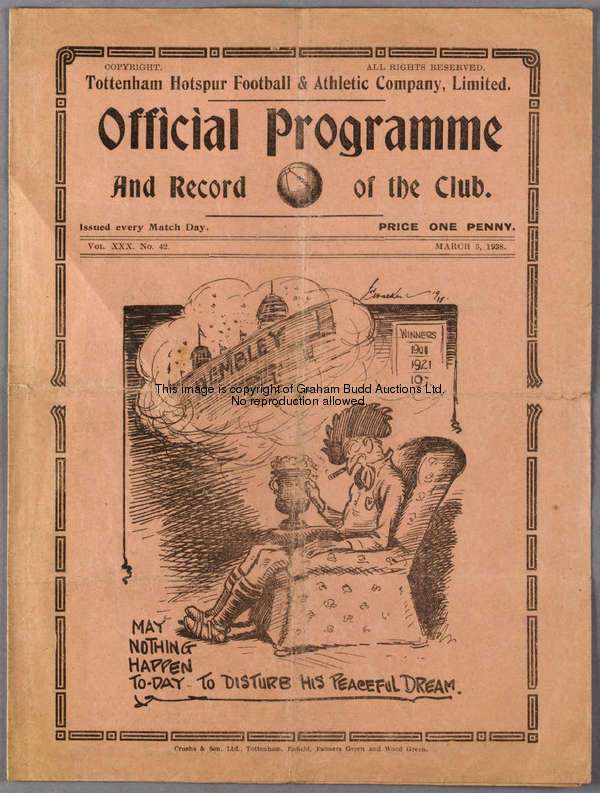 COPYRIGHT. ALL RIGHTS RESERVED.
Tottenham Hotspur Football & Athletic Company, Limited.
Official Programme
And Record of the Club.
Issued every Match Day. PRICE ONE PENNY.
VOL. XXX. No. 42. MARCH 5, 1938.
WINNERS
1901
1921
19
WEMBLEY
This image is copyright of Graham Budd Auctions Ltd.
No reproduction allowed.
MAY
NOTHING
HAPPEN
TO-DAY - TO DISTURB HIS PEACEFUL DREAM.
Crusha & Son, Ltd., Tottenham, Enfield, Palmers Green and Wood Green.